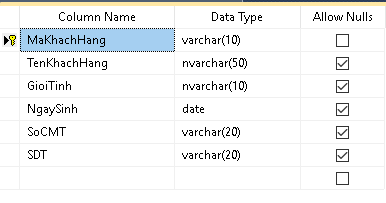 Column Name Data Type Allow Nulls
MaKhachHang varchar(10)
TenKhachHang nvarchar(50)
GioiTinh nvarchar(10)
NgaySinh date
SoCMT varchar(20)
SDT varchar(20)